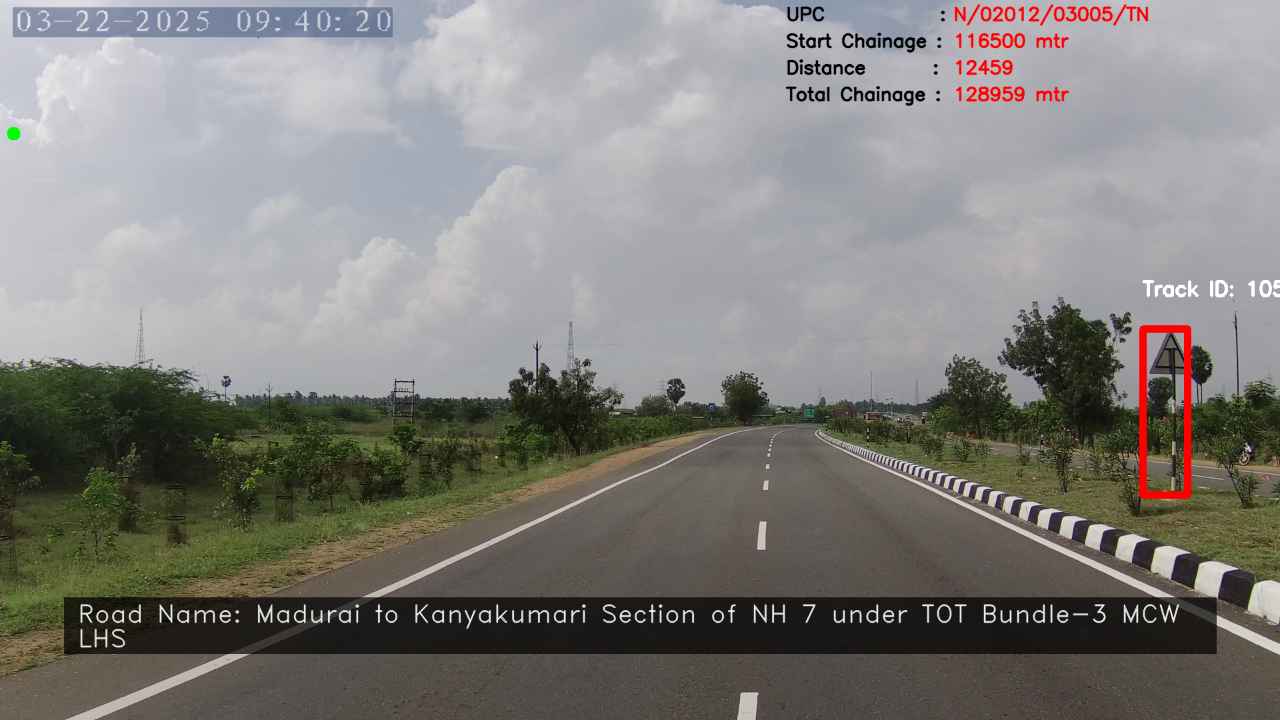 03-22-2025 09:40:20
UPC : N/02012/03005/TN
Start Chainage : 116500 mtr
Distance : 12459
Total Chainage : 128959 mtr
Track ID: 105
Road Name: Madurai to Kanyakumari Section of NH 7 under TOT Bundle-3 MCW
LHS